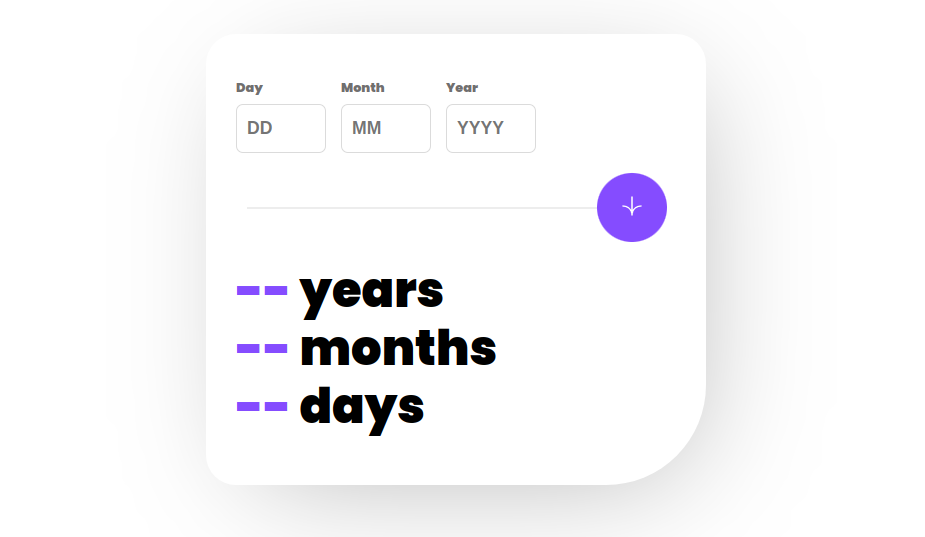 Day Month Year
DD MM YYYY
-- years
-- months
-- days